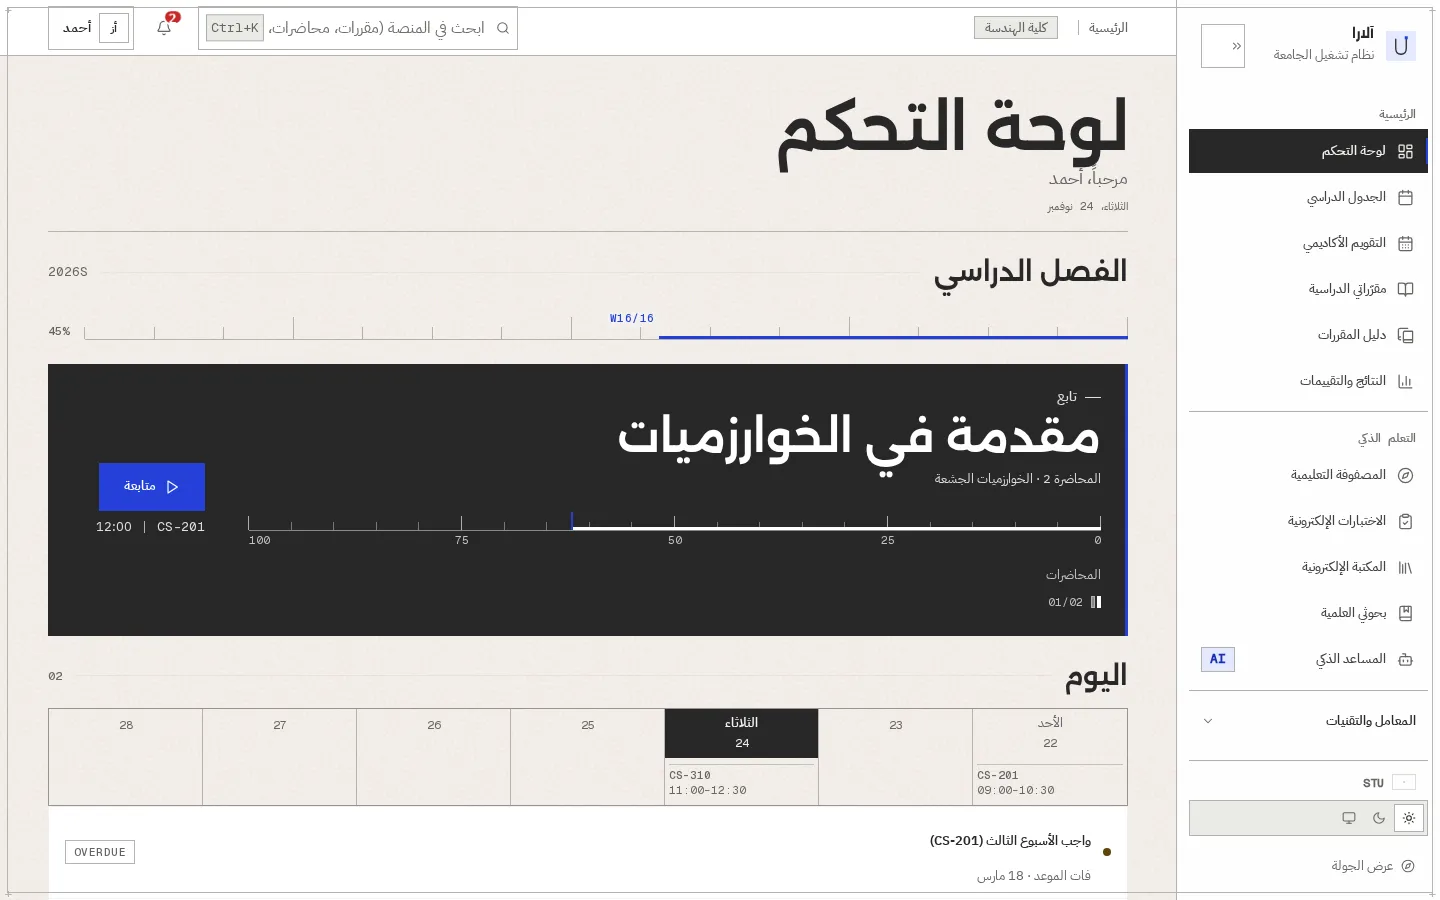 آلارا
نظام تشغيل الجامعة
الرئيسية
لوحة التحكم
الجدول الدراسي
التقويم الأكاديمي
مقرّراتي الدراسية
دليل المقررات
النتائج والتقييمات
التعلم الذكي
المصفوفة التعليمية
الاختبارات الإلكترونية
المكتبة الإلكترونية
بحوثي العلمية
المساعد الذكي AI
المعامل والتقنيات
STU
عرض الجولة
الرئيسية
كلية الهندسة
ابحث في المنصة (مقررات، محاضرات، Ctrl+K
2
أز أحمد
لوحة التحكم
مرحباً، أحمد
الثلاثاء، 24 نوفمبر
الفصل الدراسي
2026S
W16/16
45%
تابع
مقدمة في الخوارزميات
المحاضرة 2 · الخوارزميات الجشعة
متابعة
12:00 | CS-201
0 25 50 75 100
المحاضرات
01/02
اليوم
02
الأحد
22
CS-201
09:00-10:30
23
الثلاثاء
24
CS-310
11:00-12:30
25
26
27
28
واجب الأسبوع الثالث (CS-201)
فات الموعد · 18 مارس
OVERDUE